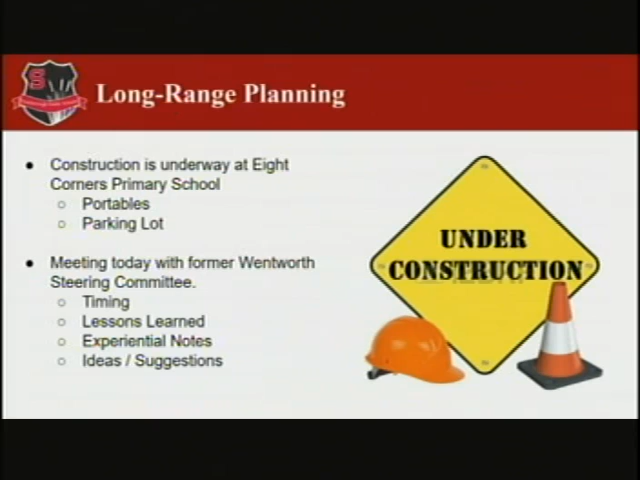 S
Long-Range Planning
● Construction is underway at Eight
Corners Primary School
○ Portables
○ Parking Lot
● Meeting today with former Wentworth
Steering Committee.
○ Timing
○ Lessons Learned
○ Experiential Notes
○ Ideas / Suggestions
UNDER
CONSTRUCTION